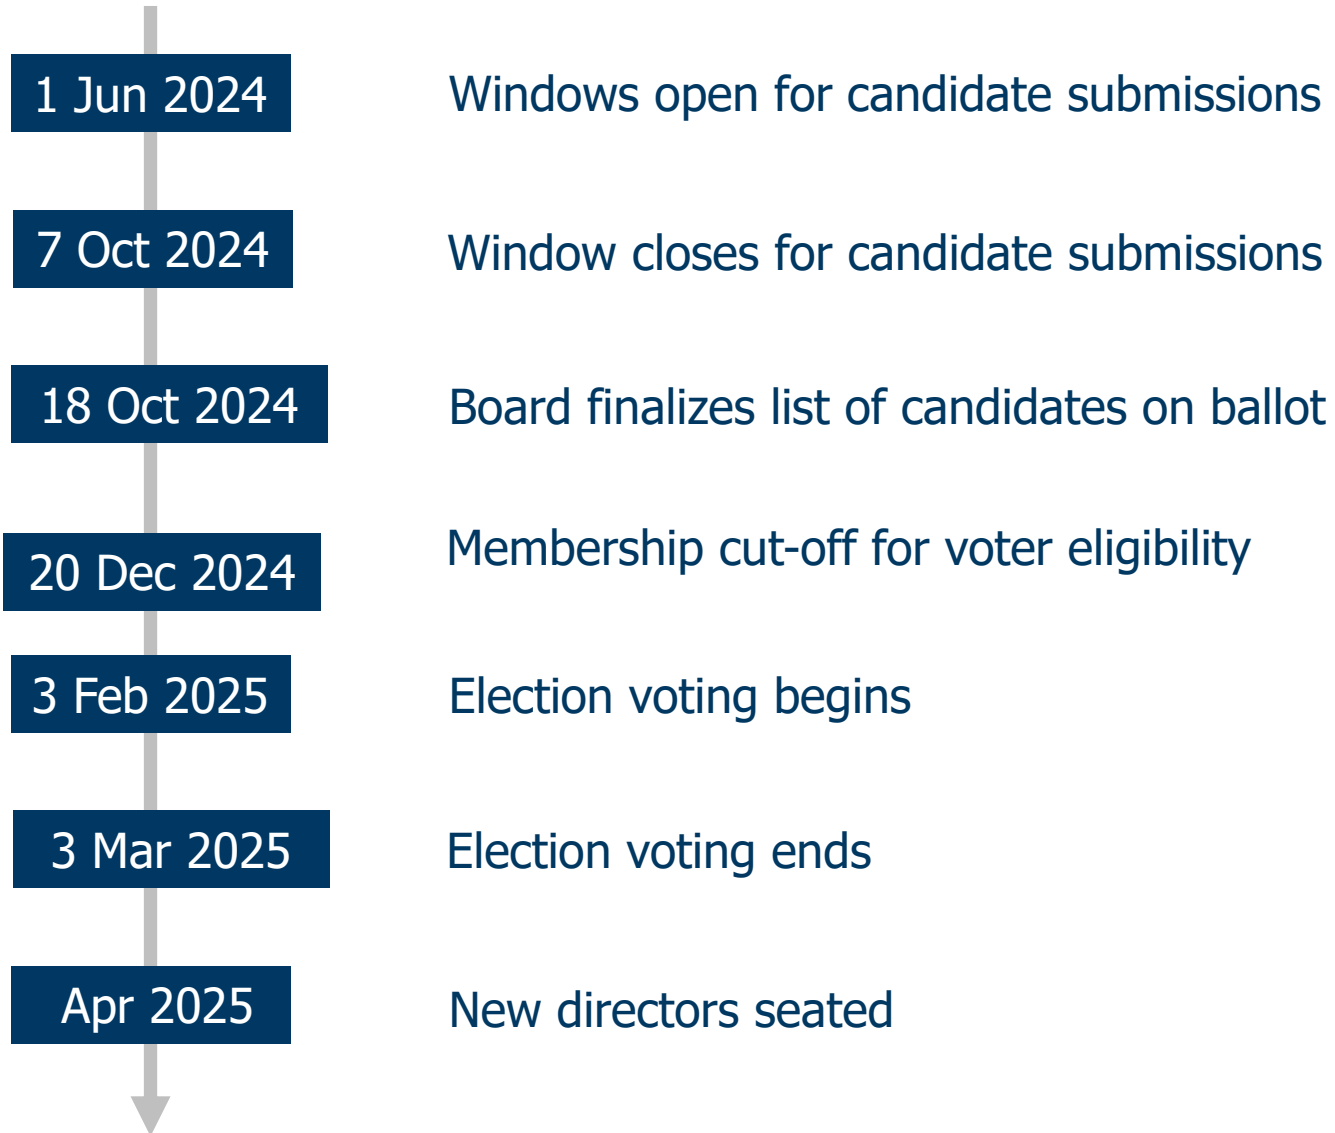 1 Jun 2024 Windows open for candidate submissions
7 Oct 2024 Window closes for candidate submissions
18 Oct 2024 Board finalizes list of candidates on ballot
20 Dec 2024 Membership cut-off for voter eligibility
3 Feb 2025 Election voting begins
3 Mar 2025 Election voting ends
Apr 2025 New directors seated